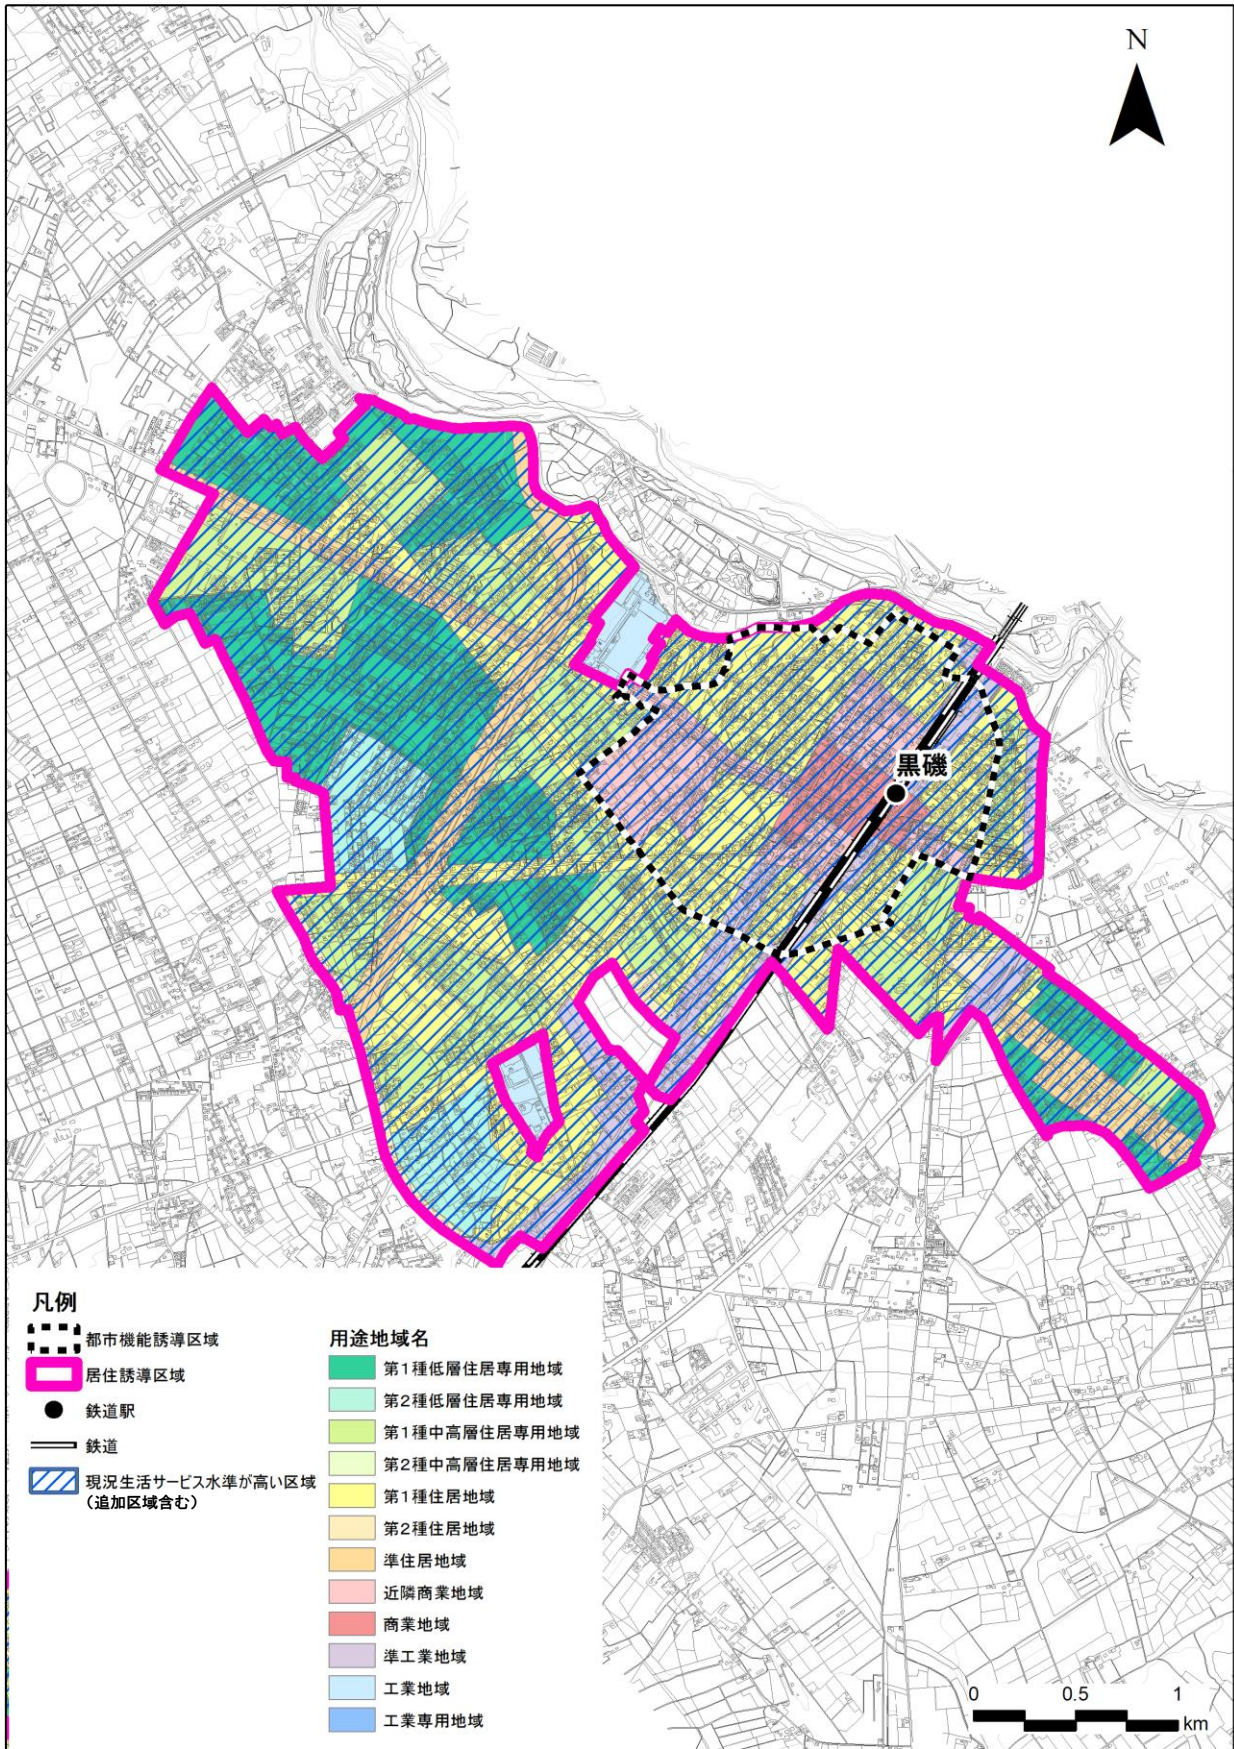 N
黒磯
凡例
都市機能誘導区域
居住誘導区域
鉄道駅
鉄道
現況生活サービス水準が高い区域
（追加区域含む）
用途地域名
第1種低層住居専用地域
第2種低層住居専用地域
第1種中高層住居専用地域
第2種中高層住居専用地域
第1種住居地域
第2種住居地域
準住居地域
近隣商業地域
商業地域
準工業地域
工業地域
工業専用地域
0 0.5 1
km